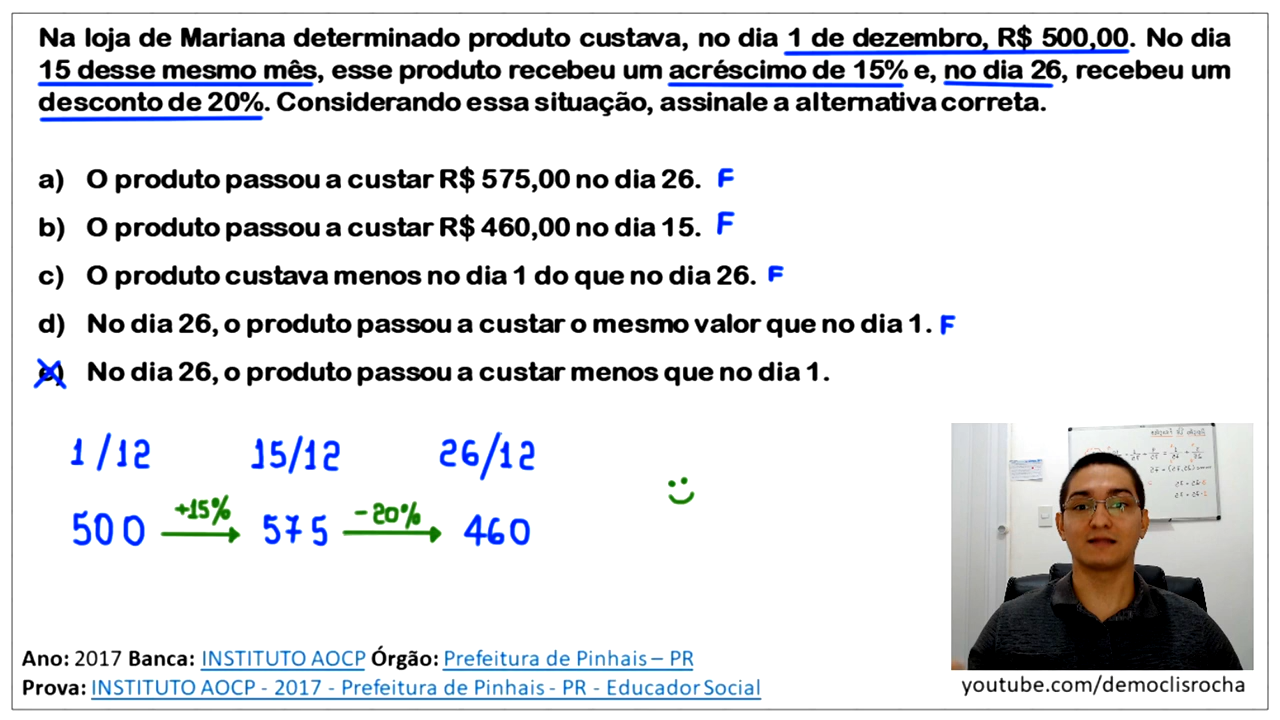 Na loja de Mariana determinado produto custava, no dia 1 de dezembro, R$ 500,00. No dia
15 desse mesmo mês, esse produto recebeu um acréscimo de 15% e, no dia 26, recebeu um
desconto de 20%. Considerando essa situação, assinale a alternativa correta.
a) O produto passou a custar R$ 575,00 no dia 26. F
b) O produto passou a custar R$ 460,00 no dia 15. F
c) O produto custava menos no dia 1 do que no dia 26. F
d) No dia 26, o produto passou a custar o mesmo valor que no dia 1. F
e) No dia 26, o produto passou a custar menos que no dia 1.
1/12 15/12 26/12
+15% -20%
500 575 460
Ano: 2017 Banca: INSTITUTO AOCP Órgão: Prefeitura de Pinhais – PR
Prova: INSTITUTO AOCP - 2017 - Prefeitura de Pinhais - PR - Educador Social
youtube.com/democlisrocha